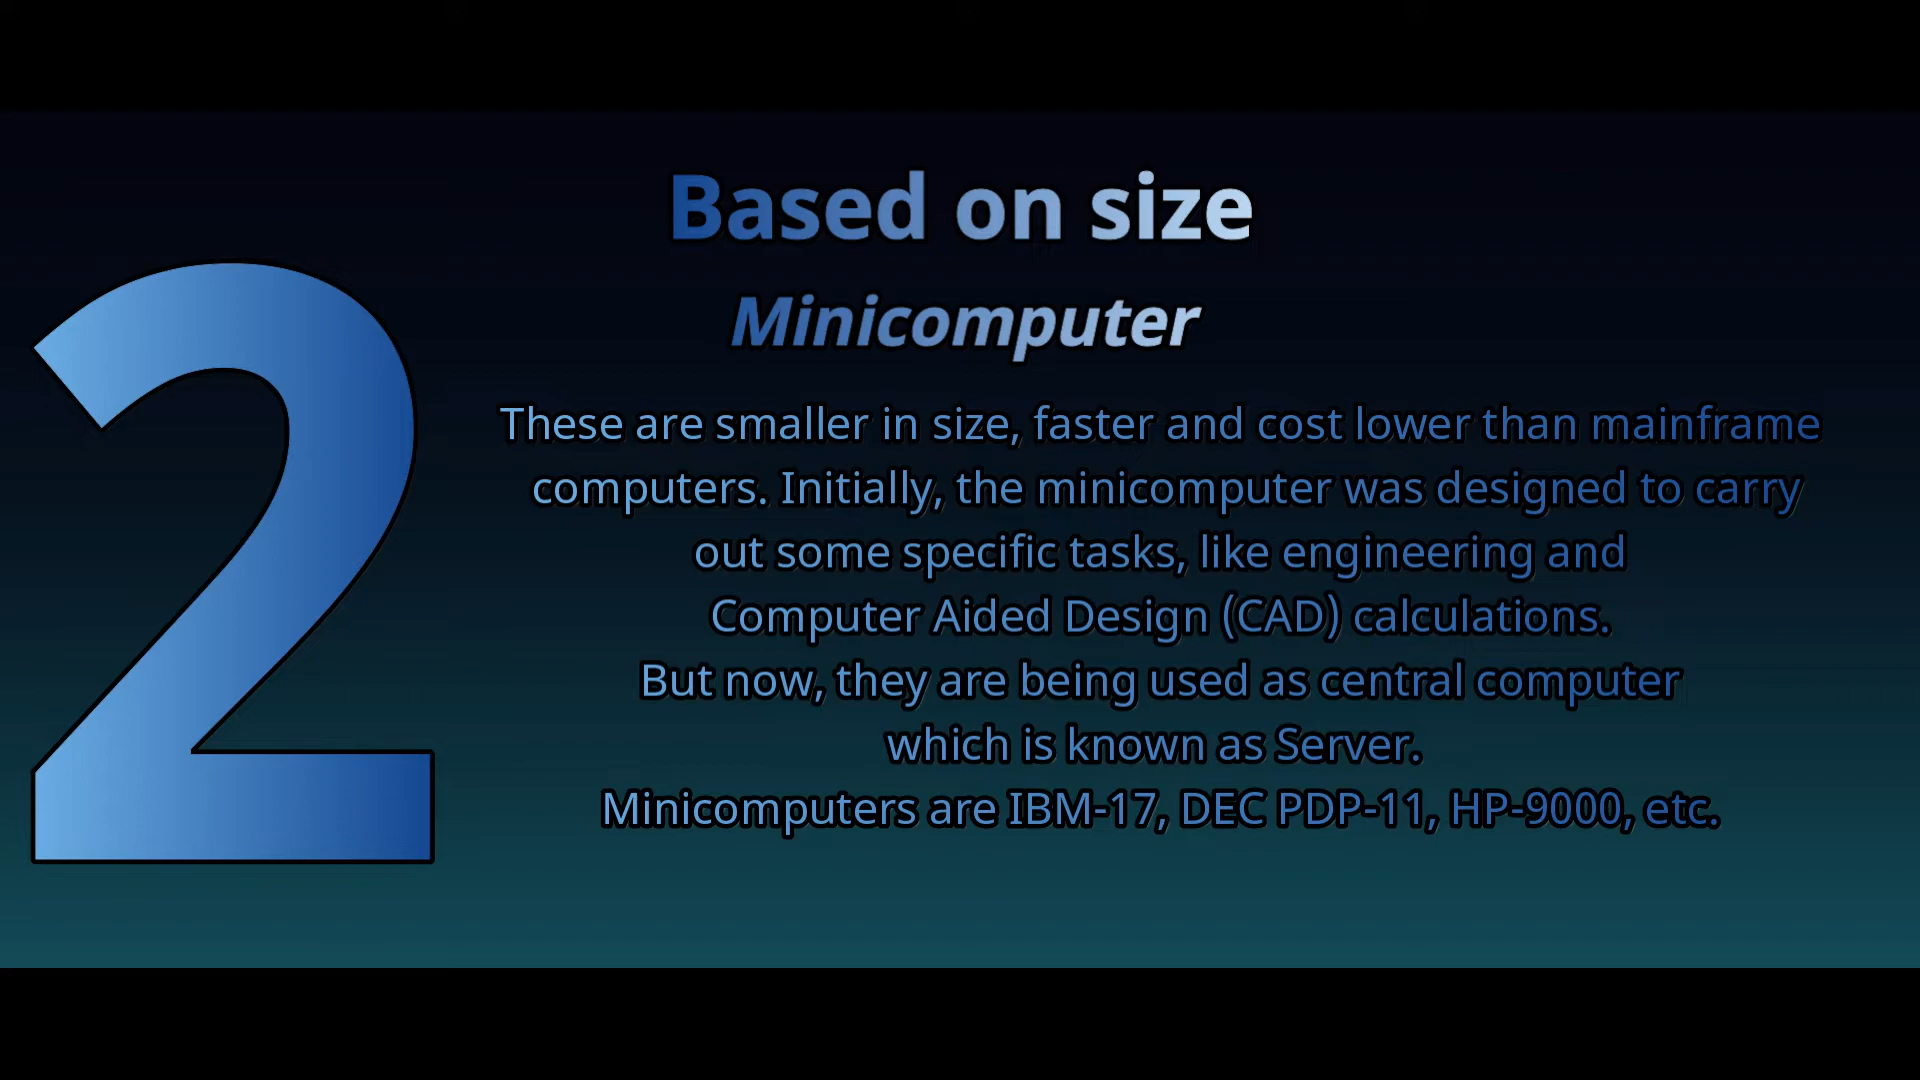 Based on size
Minicomputer
2
These are smaller in size, faster and cost lower than mainframe
computers. Initially, the minicomputer was designed to carry
out some specific tasks, like engineering and
Computer Aided Design (CAD) calculations.
But now, they are being used as central computer
which is known as Server.
Minicomputers are IBM-17, DEC PDP-11, HP-9000, etc.